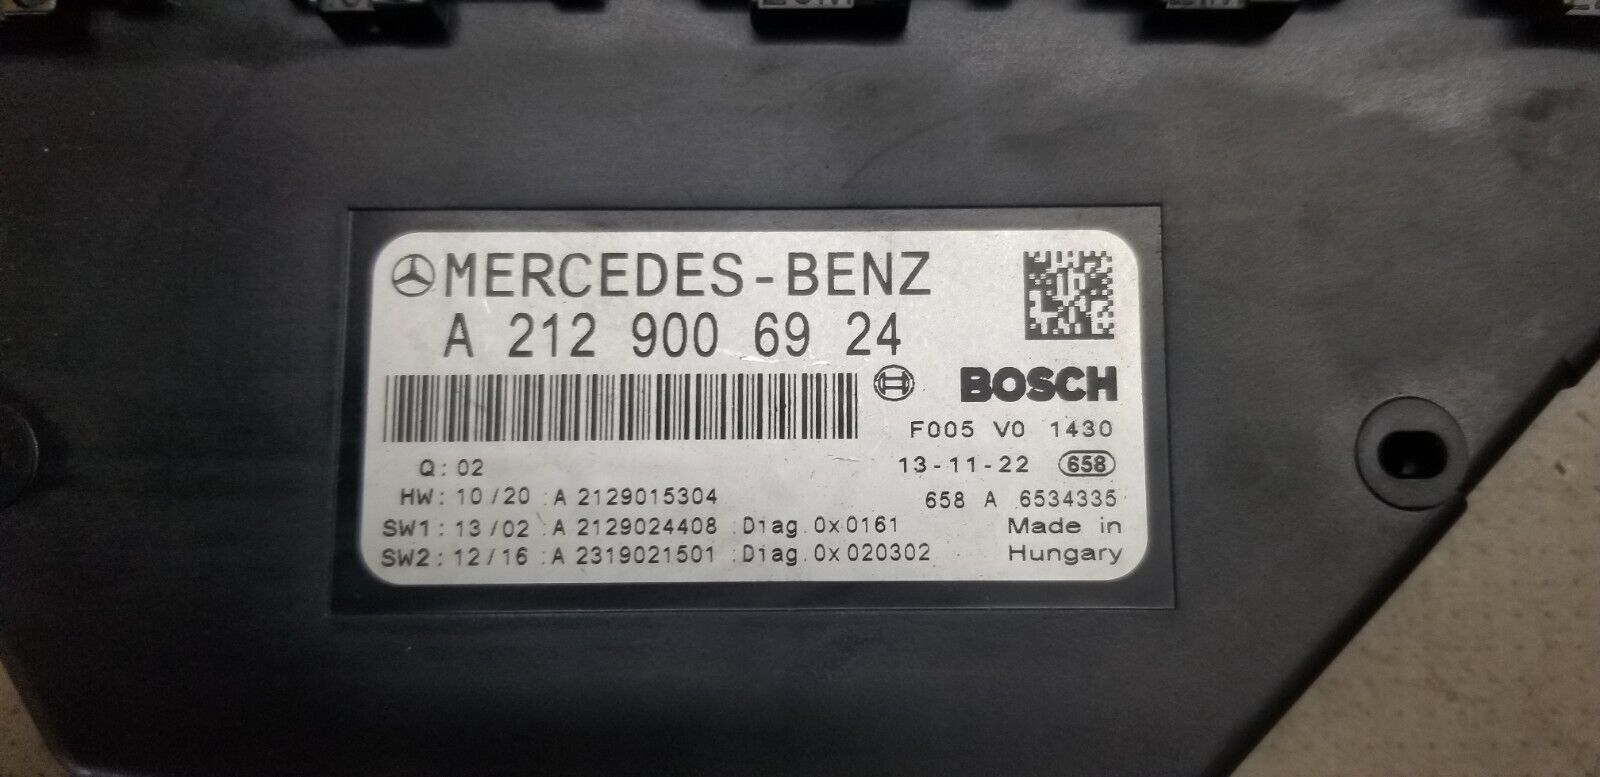 MERCEDES-BENZ
A 212 900 69 24
BOSCH
F005 V0 1430
Q: 02
13-11-22 658
HW: 10/20 :A 2129015304
658 A 6534335
SW1: 13/02 :A 2129024408 :Diag.0x0161
Made in
SW2: 12/16 :A 2319021501 :Diag.0x020302
Hungary